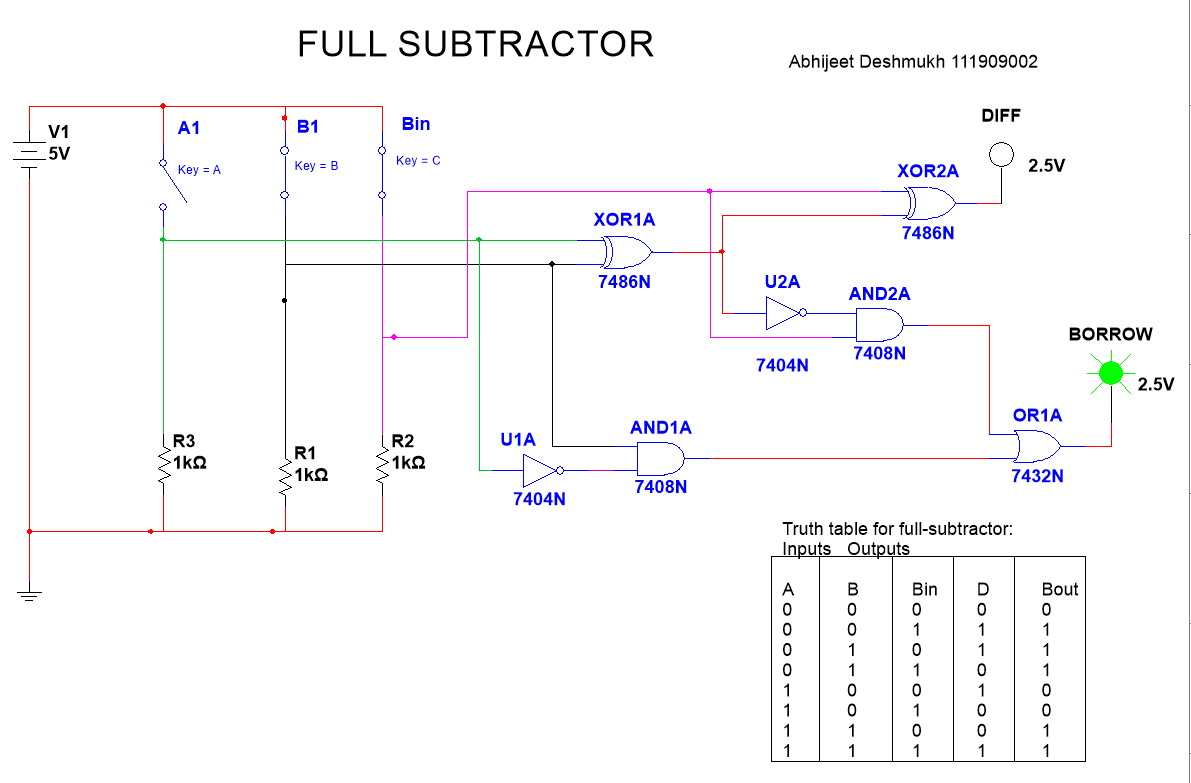 FULL SUBTRACTOR
Abhijeet Deshmukh 111909002
V1
5V
A1
Key = A
B1
Key = B
Bin
Key = C
DIFF
2.5V
XOR2A
7486N
XOR1A
7486N
U2A
7404N
AND2A
7408N
BORROW
2.5V
OR1A
7432N
R3
1kΩ
R1
1kΩ
R2
1kΩ
U1A
7404N
AND1A
7408N
Truth table for full-subtractor:
Inputs Outputs
A B Bin D Bout
0 0 0 0 0
0 0 1 1 1
0 1 0 1 1
0 1 1 0 1
1 0 0 1 0
1 0 1 0 0
1 1 0 0 1
1 1 1 1 1